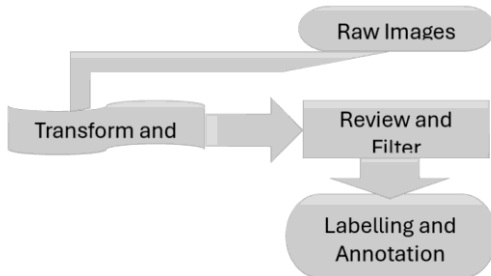 Raw Images
Transform and
Review and
Filter
Labelling and
Annotation